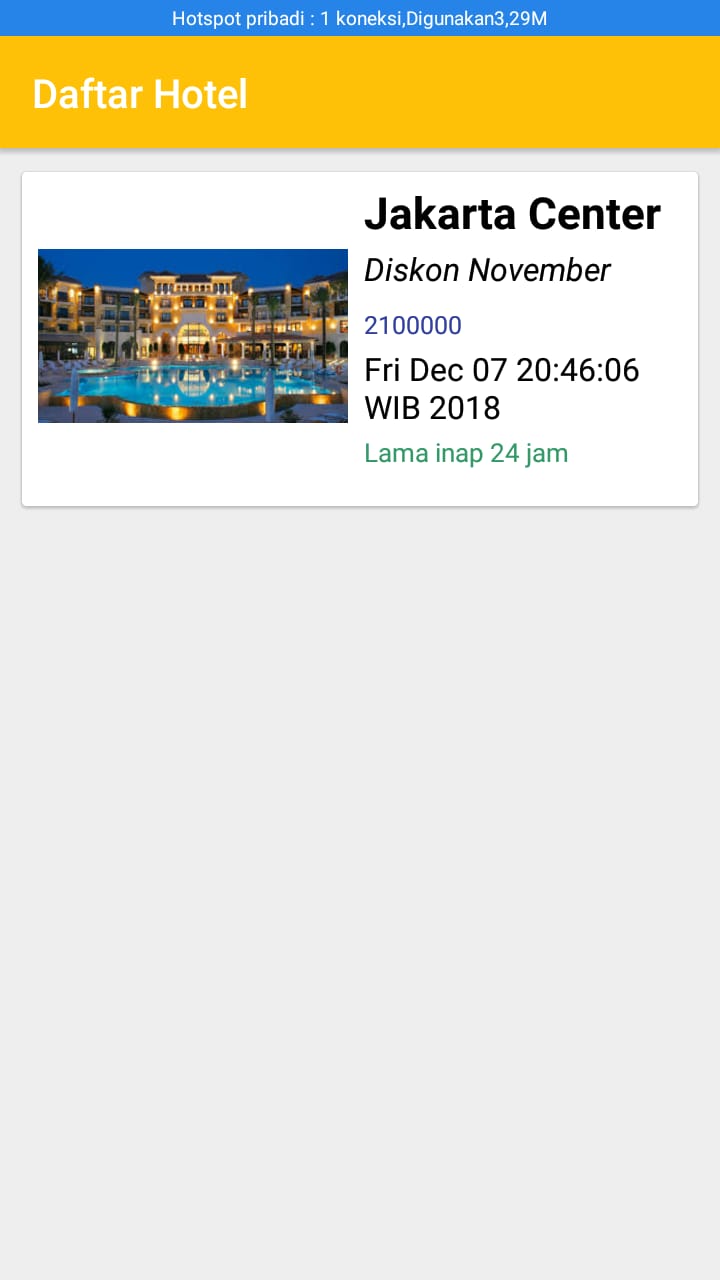 Hotspot pribadi : 1 koneksi,Digunakan3,29M
Daftar Hotel
Jakarta Center
Diskon November
2100000
Fri Dec 07 20:46:06
WIB 2018
Lama inap 24 jam